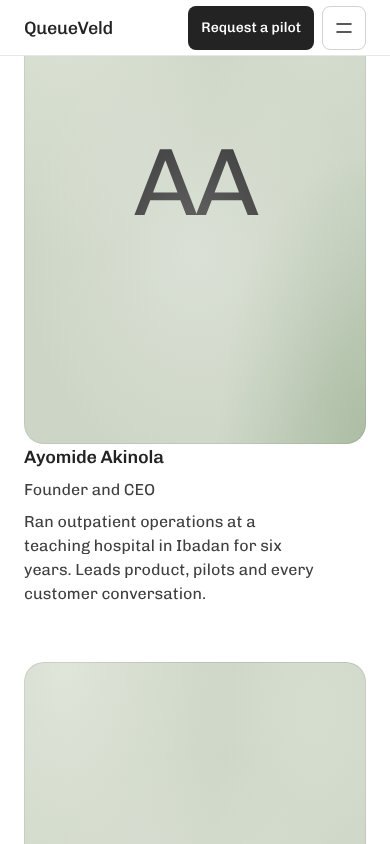 QueueVeld
Request a pilot
AA
Ayomide Akinola
Founder and CEO
Ran outpatient operations at a
teaching hospital in Ibadan for six
years. Leads product, pilots and every
customer conversation.